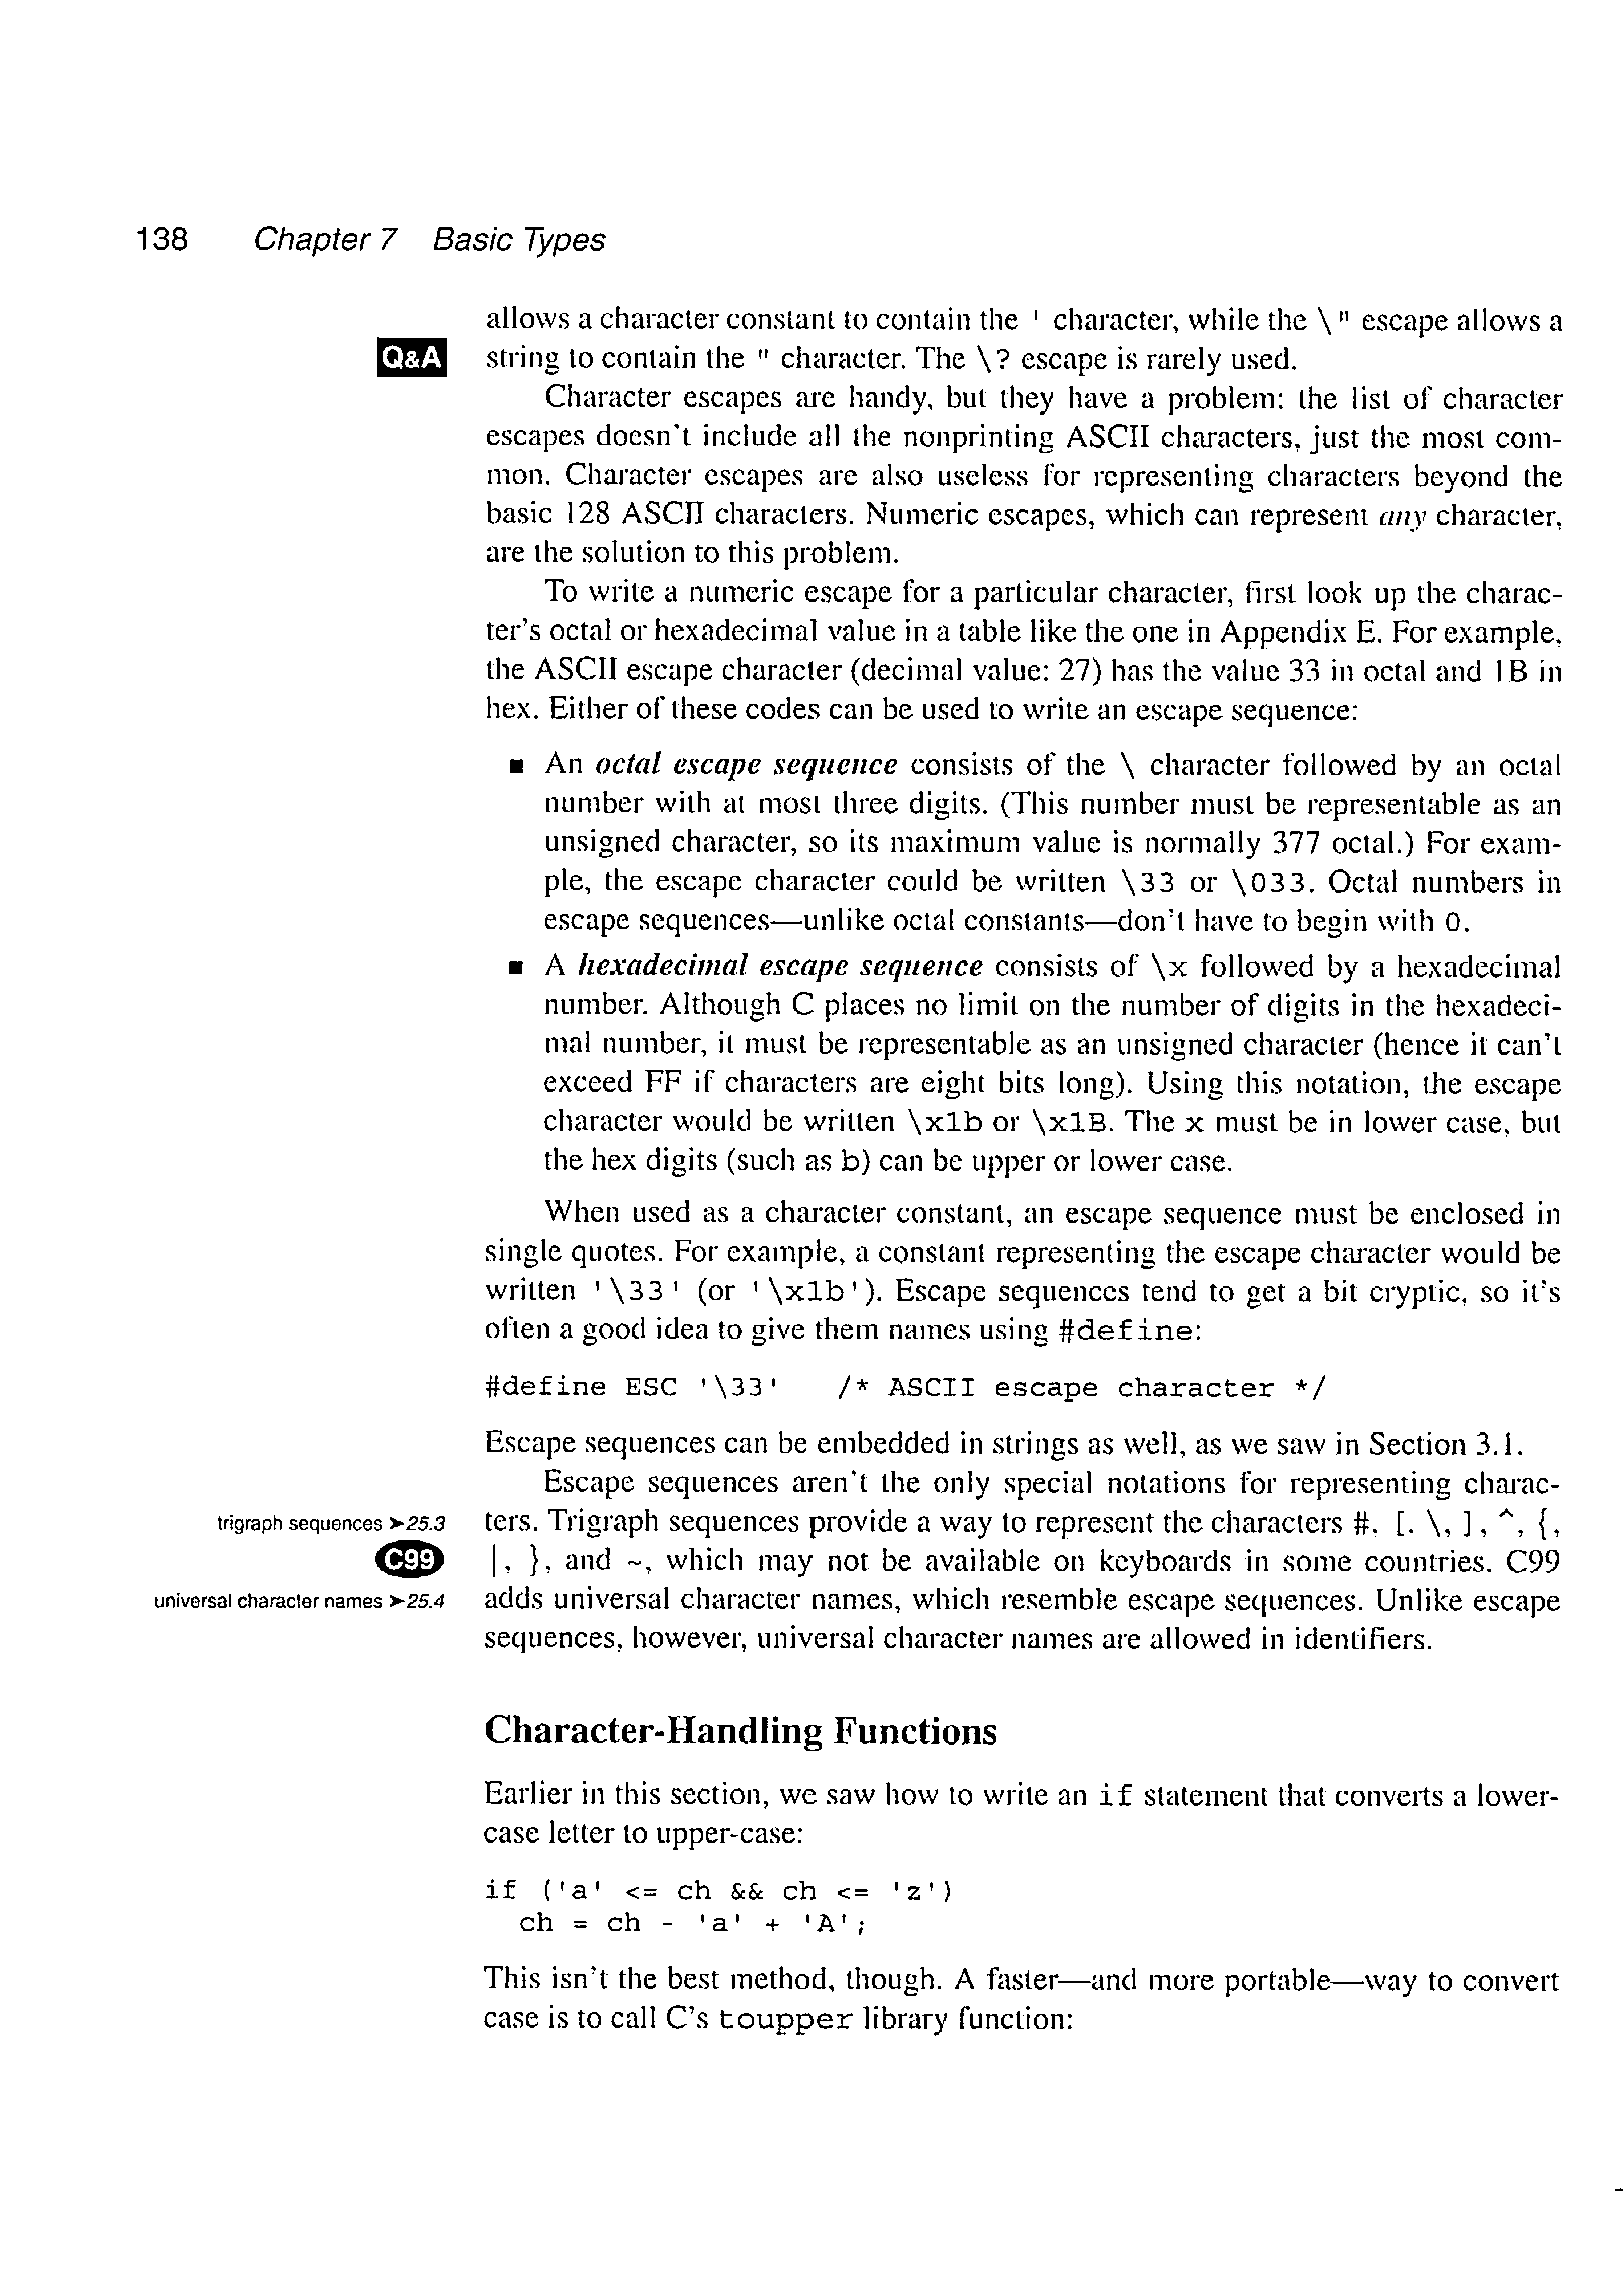 138 Chapter 7 Basic Types
allows a character constant to contain the ' character, while the \" escape allows a
Q&A
string to contain the " character. The \? escape is rarely used.
Character escapes are handy, but they have a problem: the list of character
escapes doesn't include all the nonprinting ASCII characters, just the most com-
mon. Character escapes are also useless for representing characters beyond the
basic 128 ASCII characters. Numeric escapes, which can represent any character,
are the solution to this problem.
To write a numeric escape for a particular character, first look up the charac-
ter's octal or hexadecimal value in a table like the one in Appendix E. For example,
the ASCII escape character (decimal value: 27) has the value 33 in octal and 1B in
hex. Either of these codes can be used to write an escape sequence:
■ An octal escape sequence consists of the \ character followed by an octal
number with at most three digits. (This number must be representable as an
unsigned character, so its maximum value is normally 377 octal.) For exam-
ple, the escape character could be written \33 or \033. Octal numbers in
escape sequences—unlike octal constants—don't have to begin with 0.
■ A hexadecimal escape sequence consists of \x followed by a hexadecimal
number. Although C places no limit on the number of digits in the hexadeci-
mal number, it must be representable as an unsigned character (hence it can't
exceed FF if characters are eight bits long). Using this notation, the escape
character would be written \x1b or \x1B. The x must be in lower case, but
the hex digits (such as b) can be upper or lower case.
When used as a character constant, an escape sequence must be enclosed in
single quotes. For example, a constant representing the escape character would be
written '\33' (or '\x1b'). Escape sequences tend to get a bit cryptic, so it's
often a good idea to give them names using #define:
#define ESC '\33' /* ASCII escape character */
Escape sequences can be embedded in strings as well, as we saw in Section 3.1.
Escape sequences aren't the only special notations for representing charac-
trigraph sequences ➤25.3
ters. Trigraph sequences provide a way to represent the characters #, [, \, ], ^, {,
C99
|, }, and ~, which may not be available on keyboards in some countries. C99
universal character names ➤25.4
adds universal character names, which resemble escape sequences. Unlike escape
sequences, however, universal character names are allowed in identifiers.
Character-Handling Functions
Earlier in this section, we saw how to write an if statement that converts a lower-
case letter to upper-case:
if ('a' <= ch && ch <= 'z')
ch = ch - 'a' + 'A';
This isn't the best method, though. A faster—and more portable—way to convert
case is to call C's toupper library function: